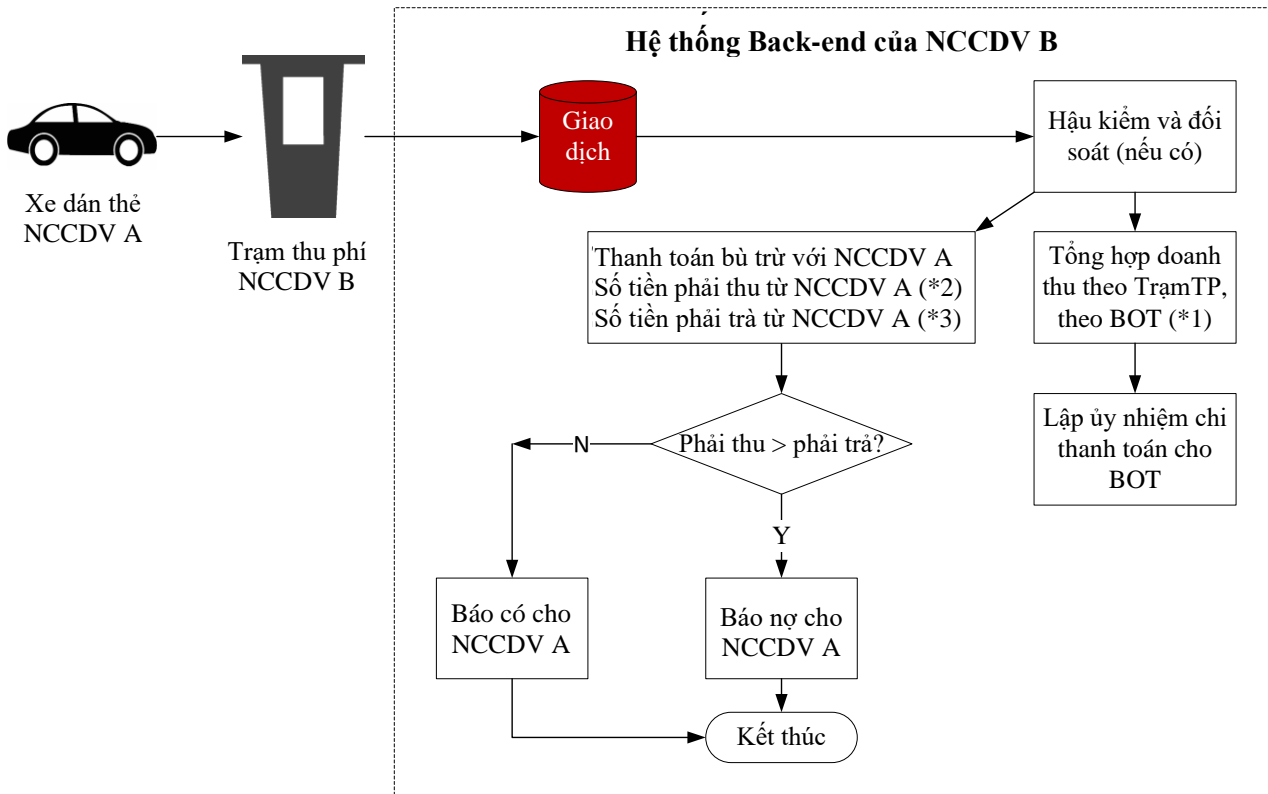 Hệ thống Back-end của NCCDV B
Xe dán thẻ
NCCDV A
Trạm thu phí
NCCDV B
Giao
dịch
Hậu kiểm và đối
soát (nếu có)
Thanh toán bù trừ với NCCDV A
Số tiền phải thu từ NCCDV A (*2)
Số tiền phải trà từ NCCDV A (*3)
Tổng hợp doanh
thu theo TrạmTP,
theo BOT (*1)
Phải thu > phải trả?
N
Y
Lập ủy nhiệm chi
thanh toán cho
BOT
Báo có cho
NCCDV A
Báo nợ cho
NCCDV A
Kết thúc